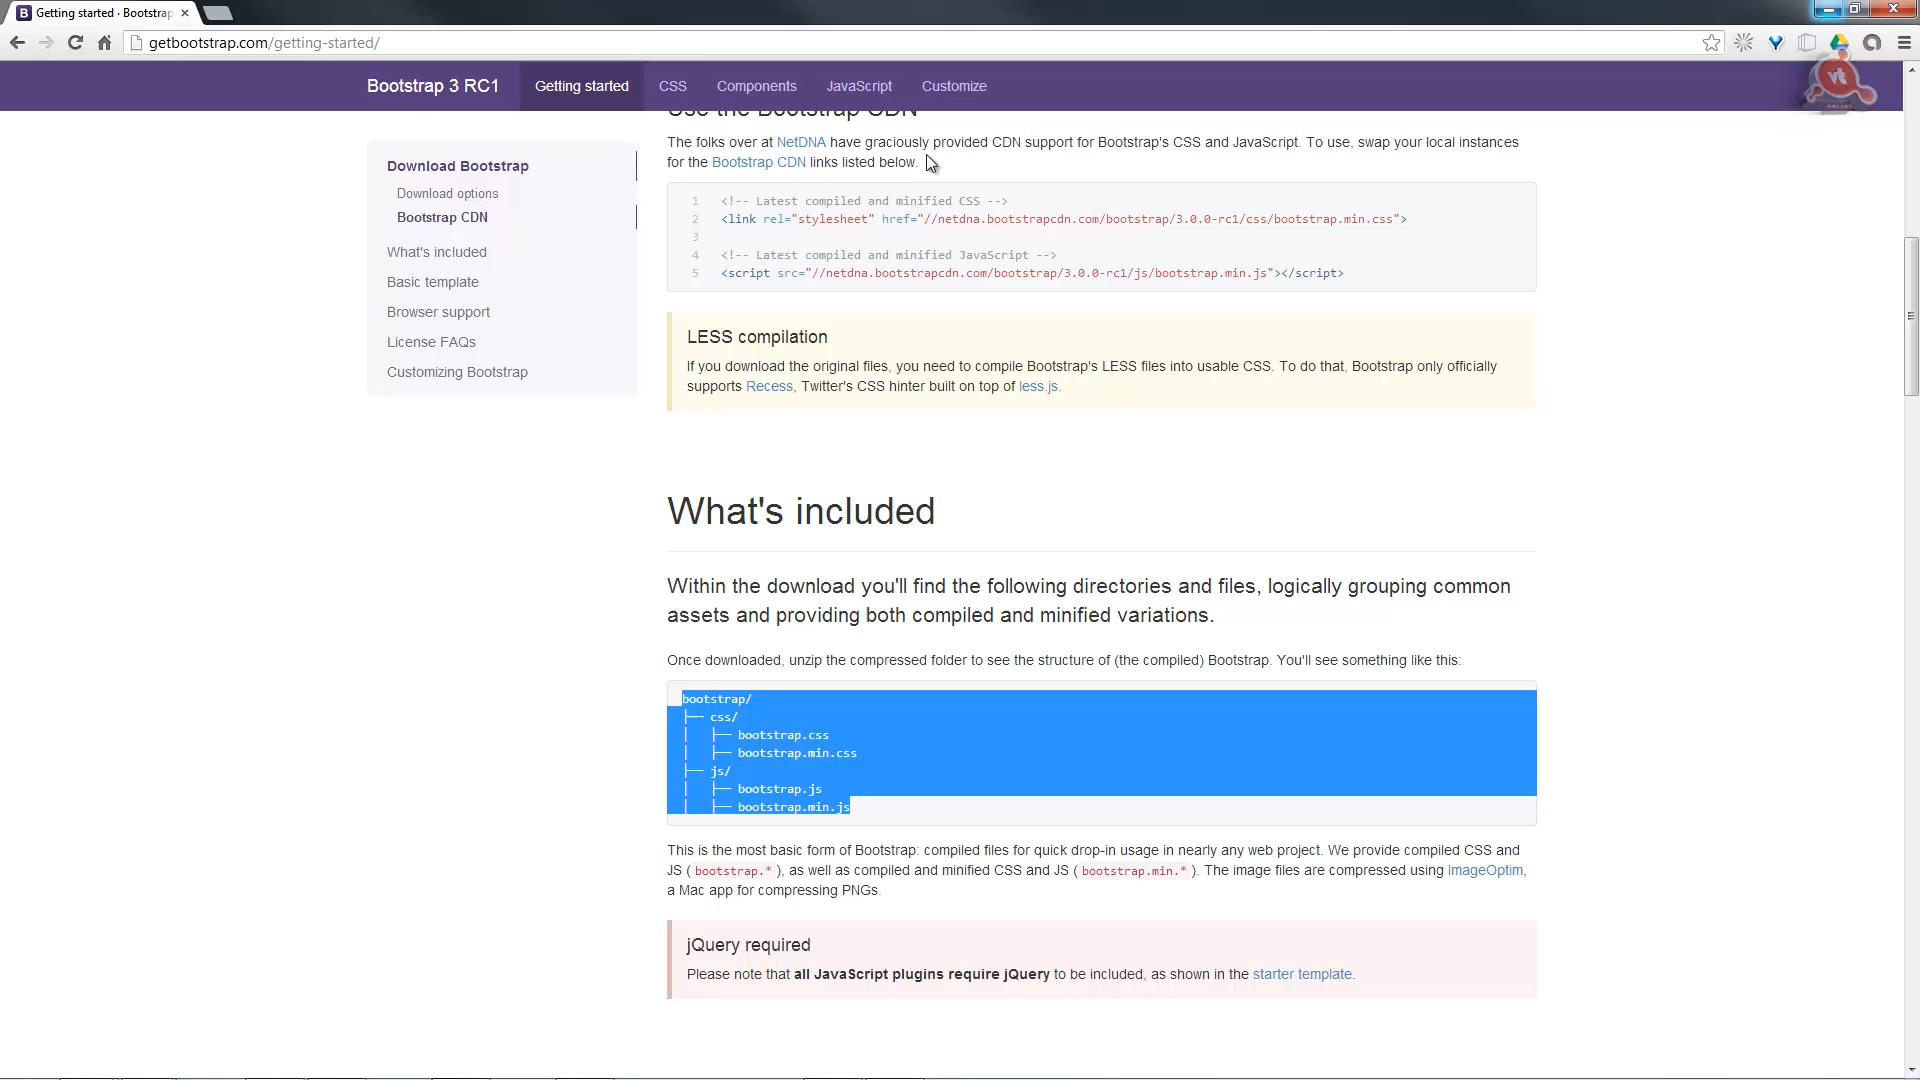 Getting started · Bootstrap
getbootstrap.com/getting-started/
Bootstrap 3 RC1 Getting started CSS Components JavaScript Customize
Download Bootstrap
Download options
Bootstrap CDN
What's included
Basic template
Browser support
License FAQs
Customizing Bootstrap
Use the Bootstrap CDN
The folks over at NetDNA have graciously provided CDN support for Bootstrap's CSS and JavaScript. To use, swap your local instances
for the Bootstrap CDN links listed below.
1 <!-- Latest compiled and minified CSS -->
2 <link rel="stylesheet" href="//netdna.bootstrapcdn.com/bootstrap/3.0.0-rc1/css/bootstrap.min.css">
3
4 <!-- Latest compiled and minified JavaScript -->
5 <script src="//netdna.bootstrapcdn.com/bootstrap/3.0.0-rc1/js/bootstrap.min.js"></script>
LESS compilation
If you download the original files, you need to compile Bootstrap's LESS files into usable CSS. To do that, Bootstrap only officially
supports Recess, Twitter's CSS hinter built on top of less.js.
What's included
Within the download you'll find the following directories and files, logically grouping common
assets and providing both compiled and minified variations.
Once downloaded, unzip the compressed folder to see the structure of (the compiled) Bootstrap. You'll see something like this:
bootstrap/
├── css/
│   ├── bootstrap.css
│   ├── bootstrap.min.css
├── js/
│   ├── bootstrap.js
│   ├── bootstrap.min.js
This is the most basic form of Bootstrap: compiled files for quick drop-in usage in nearly any web project. We provide compiled CSS and
JS ( bootstrap.* ), as well as compiled and minified CSS and JS ( bootstrap.min.* ). The image files are compressed using ImageOptim,
a Mac app for compressing PNGs.
jQuery required
Please note that all JavaScript plugins require jQuery to be included, as shown in the starter template.